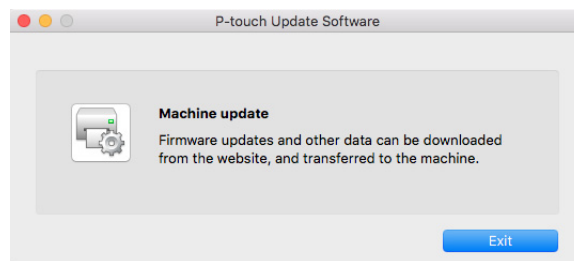 P-touch Update Software
Machine update
Firmware updates and other data can be downloaded
from the website, and transferred to the machine.
Exit